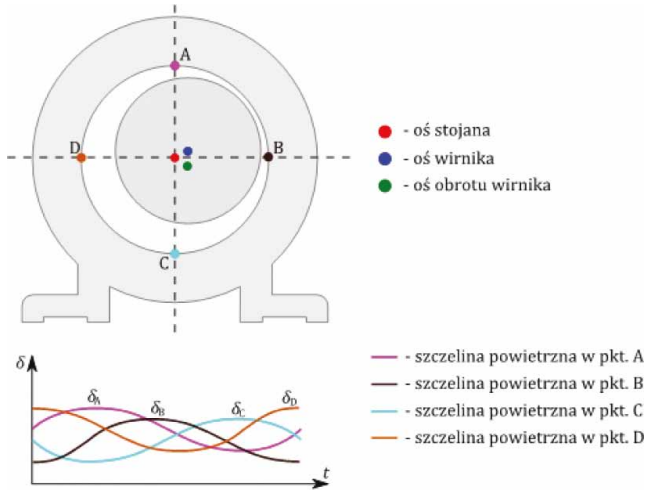 A
D
B
C
- oś stojana
- oś wirnika
- oś obrotu wirnika
δ
δA
δB
δC
δD
t
- szczelina powietrzna w pkt. A
- szczelina powietrzna w pkt. B
- szczelina powietrzna w pkt. C
- szczelina powietrzna w pkt. D